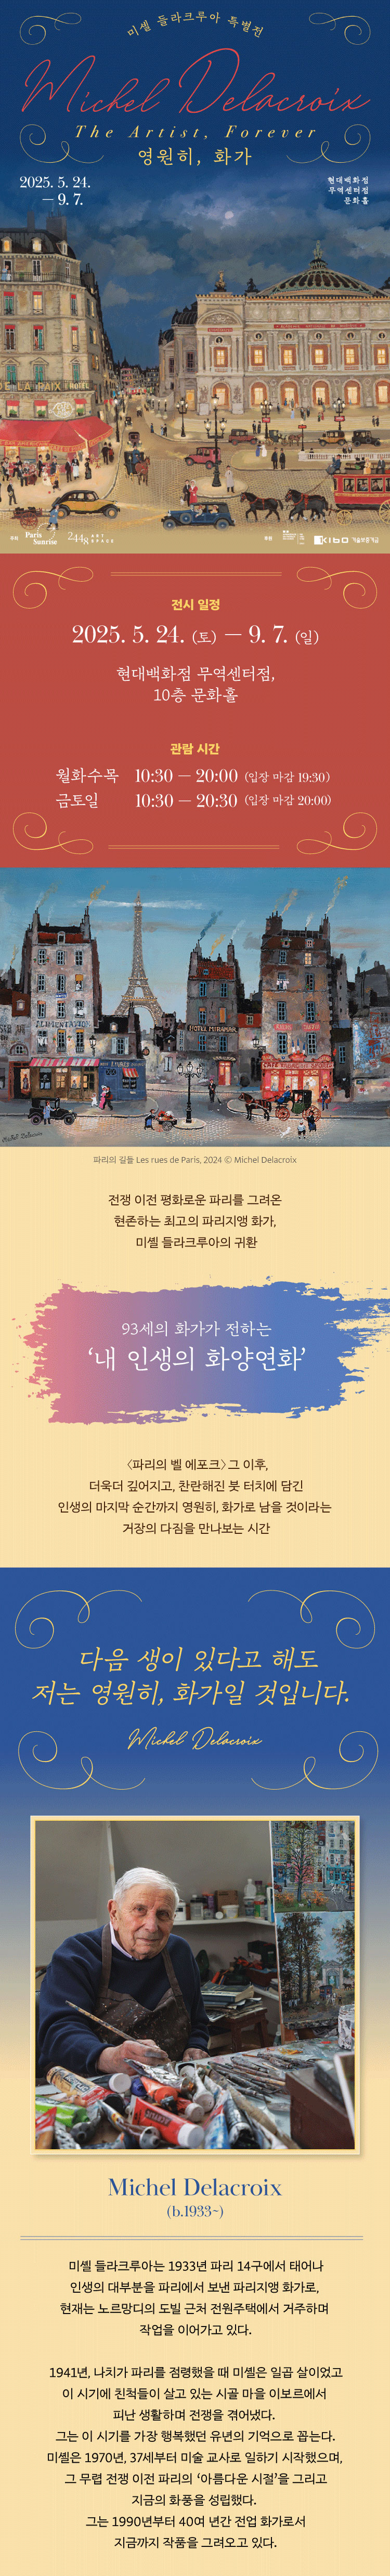 미셸 들라크루아 특별전
Michel Delacroix
The Artist, Forever
영원히, 화가
2025. 5. 24.
— 9. 7.
현대백화점
무역센터점
문화홀
DE LA PAIX HOTEL
주최 Paris Sunrise 2448 ART SPACE
후원 KIBO 기술보증기금
전시 일정
2025. 5. 24. (토) — 9. 7. (일)
현대백화점 무역센터점,
10층 문화홀
관람 시간
월화수목 10:30 — 20:00 (입장 마감 19:30)
금토일 10:30 — 20:30 (입장 마감 20:00)
ALIMENTATION
HOTEL MIRAMAR
Michel Delacroix
파리의 길들 Les rues de Paris, 2024 © Michel Delacroix
전쟁 이전 평화로운 파리를 그려온
현존하는 최고의 파리지앵 화가,
미셸 들라크루아의 귀환
93세의 화가가 전하는
‘내 인생의 화양연화’
〈파리의 벨 에포크〉 그 이후,
더욱더 깊어지고, 찬란해진 붓 터치에 담긴
인생의 마지막 순간까지 영원히, 화가로 남을 것이라는
거장의 다짐을 만나보는 시간
다음 생이 있다고 해도
저는 영원히, 화가일 것입니다.
Michel Delacroix
Michel Delacroix
(b.1933~)
미셸 들라크루아는 1933년 파리 14구에서 태어나
인생의 대부분을 파리에서 보낸 파리지앵 화가로,
현재는 노르망디의 도빌 근처 전원주택에서 거주하며
작업을 이어가고 있다.
1941년, 나치가 파리를 점령했을 때 미셸은 일곱 살이었고
이 시기에 친척들이 살고 있는 시골 마을 이보르에서
피난 생활하며 전쟁을 겪어냈다.
그는 이 시기를 가장 행복했던 유년의 기억으로 꼽는다.
미셸은 1970년, 37세부터 미술 교사로 일하기 시작했으며,
그 무렵 전쟁 이전 파리의 ‘아름다운 시절’을 그리고
지금의 화풍을 성립했다.
그는 1990년부터 40여 년간 전업 화가로서
지금까지 작품을 그려오고 있다.